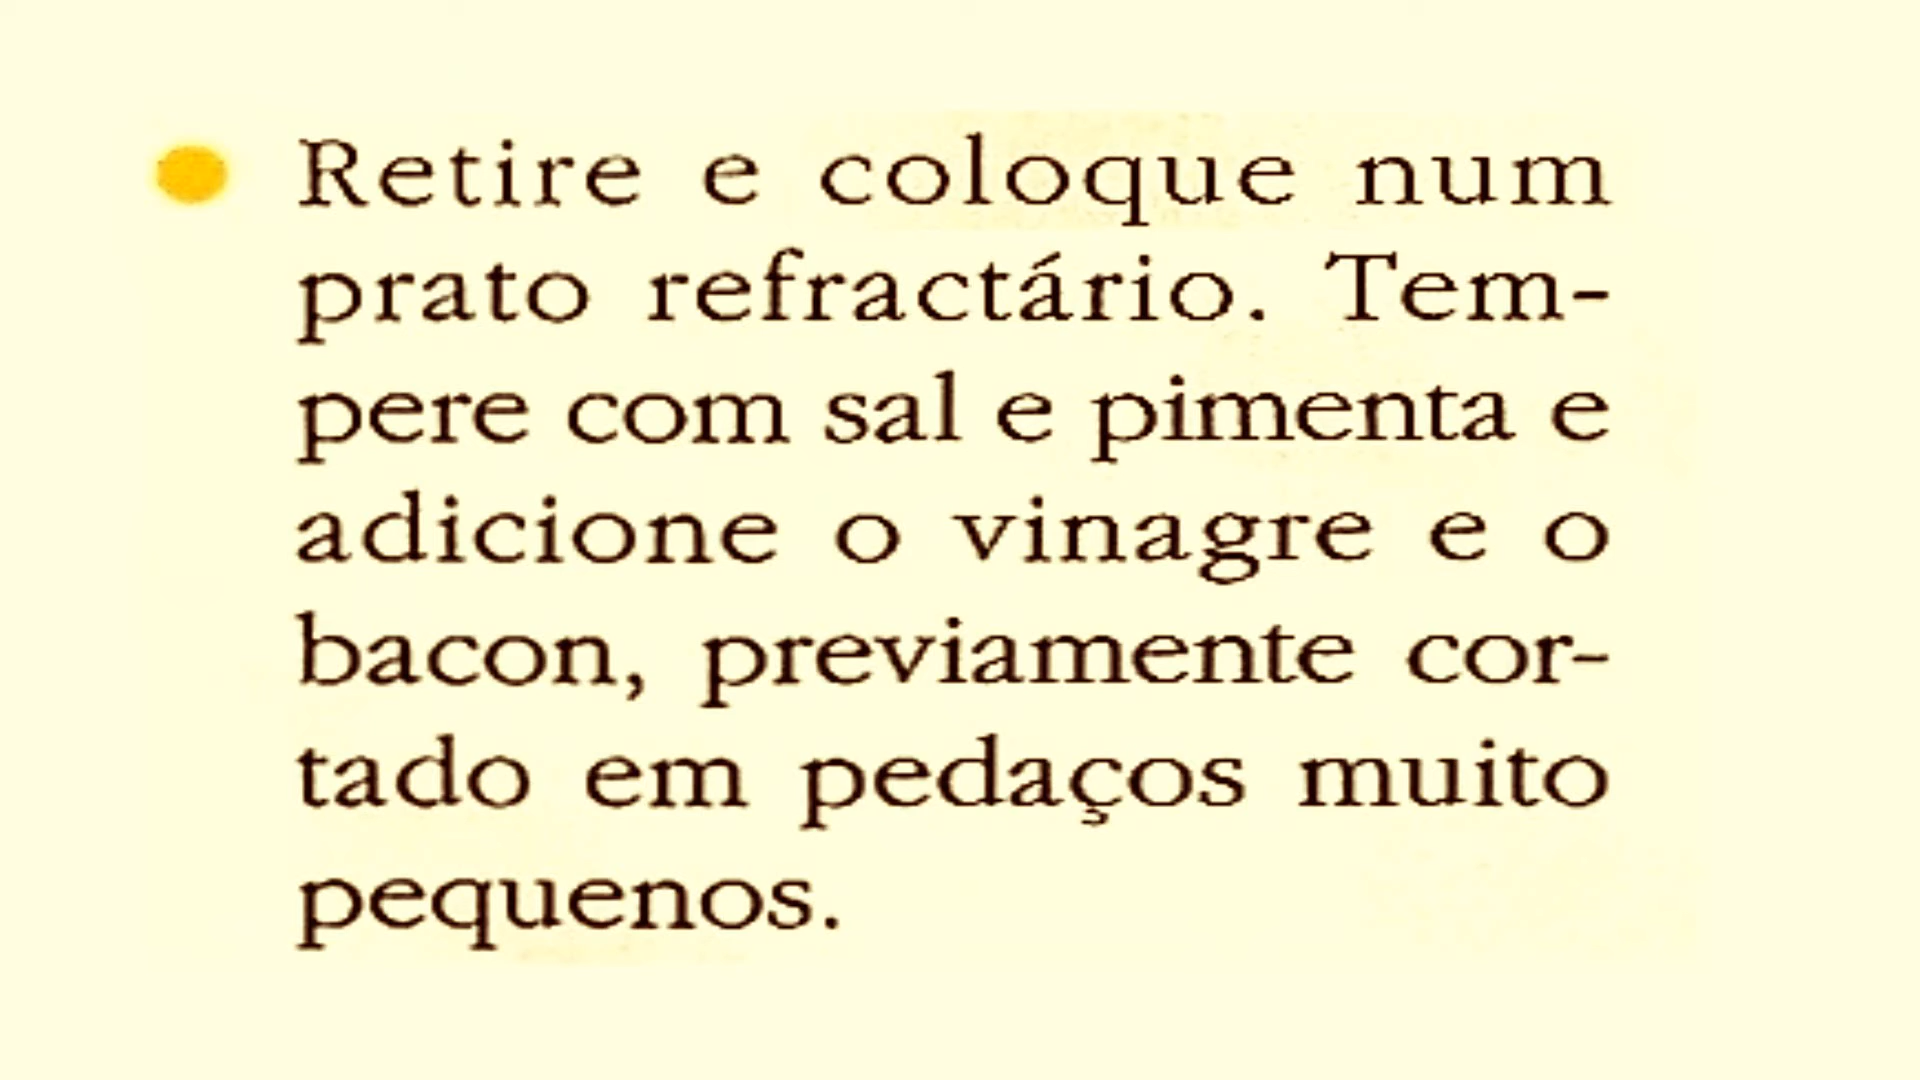 Retire e coloque num
prato refractário. Tem-
pere com sal e pimenta e
adicione o vinagre e o
bacon, previamente cor-
tado em pedaços muito
pequenos.